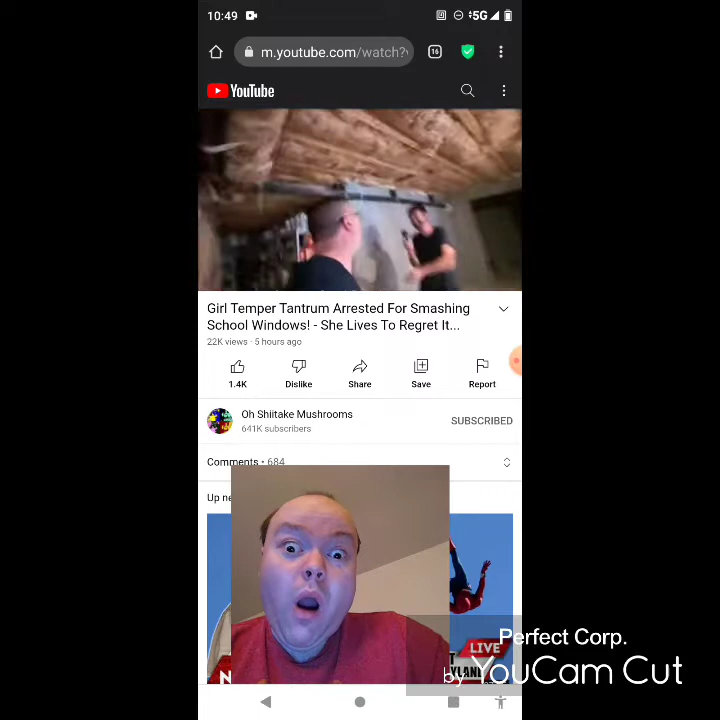 10:49
5G
m.youtube.com/watch?v
16
YouTube
Girl Temper Tantrum Arrested For Smashing
School Windows! - She Lives To Regret It...
22K views · 5 hours ago
1.4K
Dislike
Share
Save
Report
Oh Shiitake Mushrooms
641K subscribers
SUBSCRIBED
Comments • 684
Up ne
LIVE
N
YLAN
Perfect Corp.
by YouCam Cut